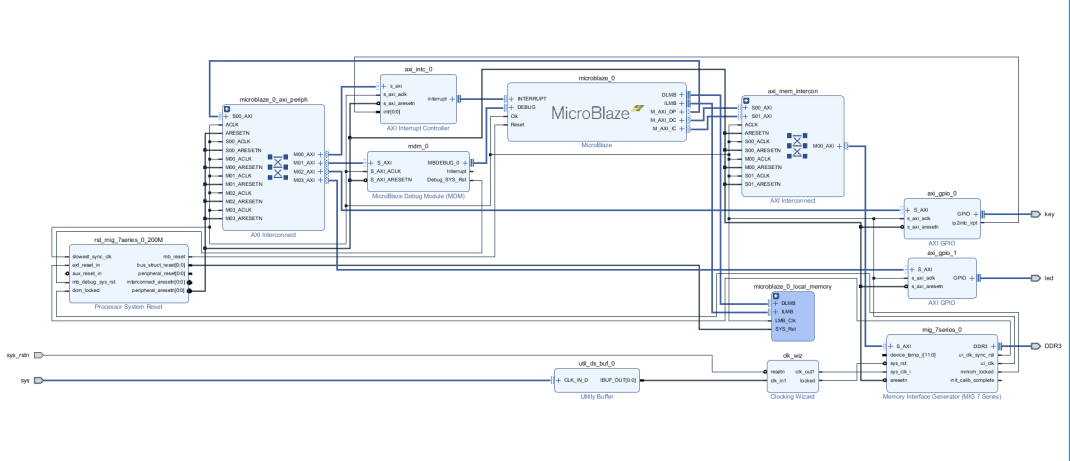 microblaze_0_axi_periph
S00_AXI
ACLK
ARESETN
S00_ACLK
S00_ARESETN
M00_ACLK
M00_ARESETN
M01_ACLK
M01_ARESETN
M02_ACLK
M02_ARESETN
M03_ACLK
M03_ARESETN
M00_AXI
M01_AXI
M02_AXI
M03_AXI
AXI Interconnect
axi_intc_0
s_axi
s_axi_aclk
s_axi_aresetn
intr[0:0]
interrupt
AXI Interrupt Controller
mdm_0
S_AXI
S_AXI_ACLK
S_AXI_ARESETN
MBDEBUG_0
Interrupt
Debug_SYS_Rst
MicroBlaze Debug Module (MDM)
microblaze_0
INTERRUPT
DEBUG
Clk
Reset
MicroBlaze
DLMB
ILMB
M_AXI_DP
M_AXI_DC
M_AXI_IC
MicroBlaze
axi_mem_intercon
S00_AXI
S01_AXI
ACLK
ARESETN
S00_ACLK
S00_ARESETN
M00_ACLK
M00_ARESETN
S01_ACLK
S01_ARESETN
M00_AXI
AXI Interconnect
axi_gpio_0
S_AXI
s_axi_aclk
s_axi_aresetn
GPIO
ip2intc_irpt
AXI GPIO
key
axi_gpio_1
S_AXI
s_axi_aclk
s_axi_aresetn
GPIO
AXI GPIO
led
rst_mig_7series_0_200M
slowest_sync_clk
ext_reset_in
aux_reset_in
mb_debug_sys_rst
dcm_locked
mb_reset
bus_struct_reset[0:0]
peripheral_reset[0:0]
interconnect_aresetn[0:0]
peripheral_aresetn[0:0]
Processor System Reset
microblaze_0_local_memory
DLMB
ILMB
LMB_Clk
SYS_Rst
mig_7series_0
S_AXI
device_temp_i[11:0]
sys_rst
sys_clk_i
aresetn
DDR3
ui_clk_sync_rst
ui_clk
mmcm_locked
init_calib_complete
Memory Interface Generator (MIG 7 Series)
DDR3
sys_rstn
sys
util_ds_buf_0
CLK_IN_D
IBUF_OUT[0:0]
Utility Buffer
clk_wiz
resetn
clk_in1
clk_out1
locked
Clocking Wizard